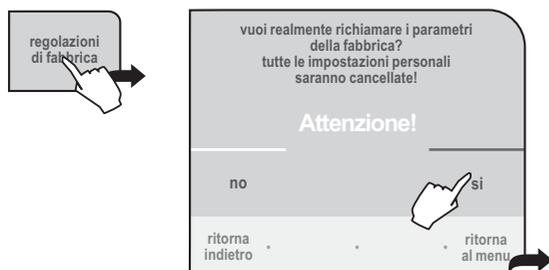 regolazioni
di fabbrica
vuoi realmente richiamare i parametri
della fabbrica?
tutte le impostazioni personali
saranno cancellate!
Attenzione!
no
si
ritorna
indietro
ritorna
al menu